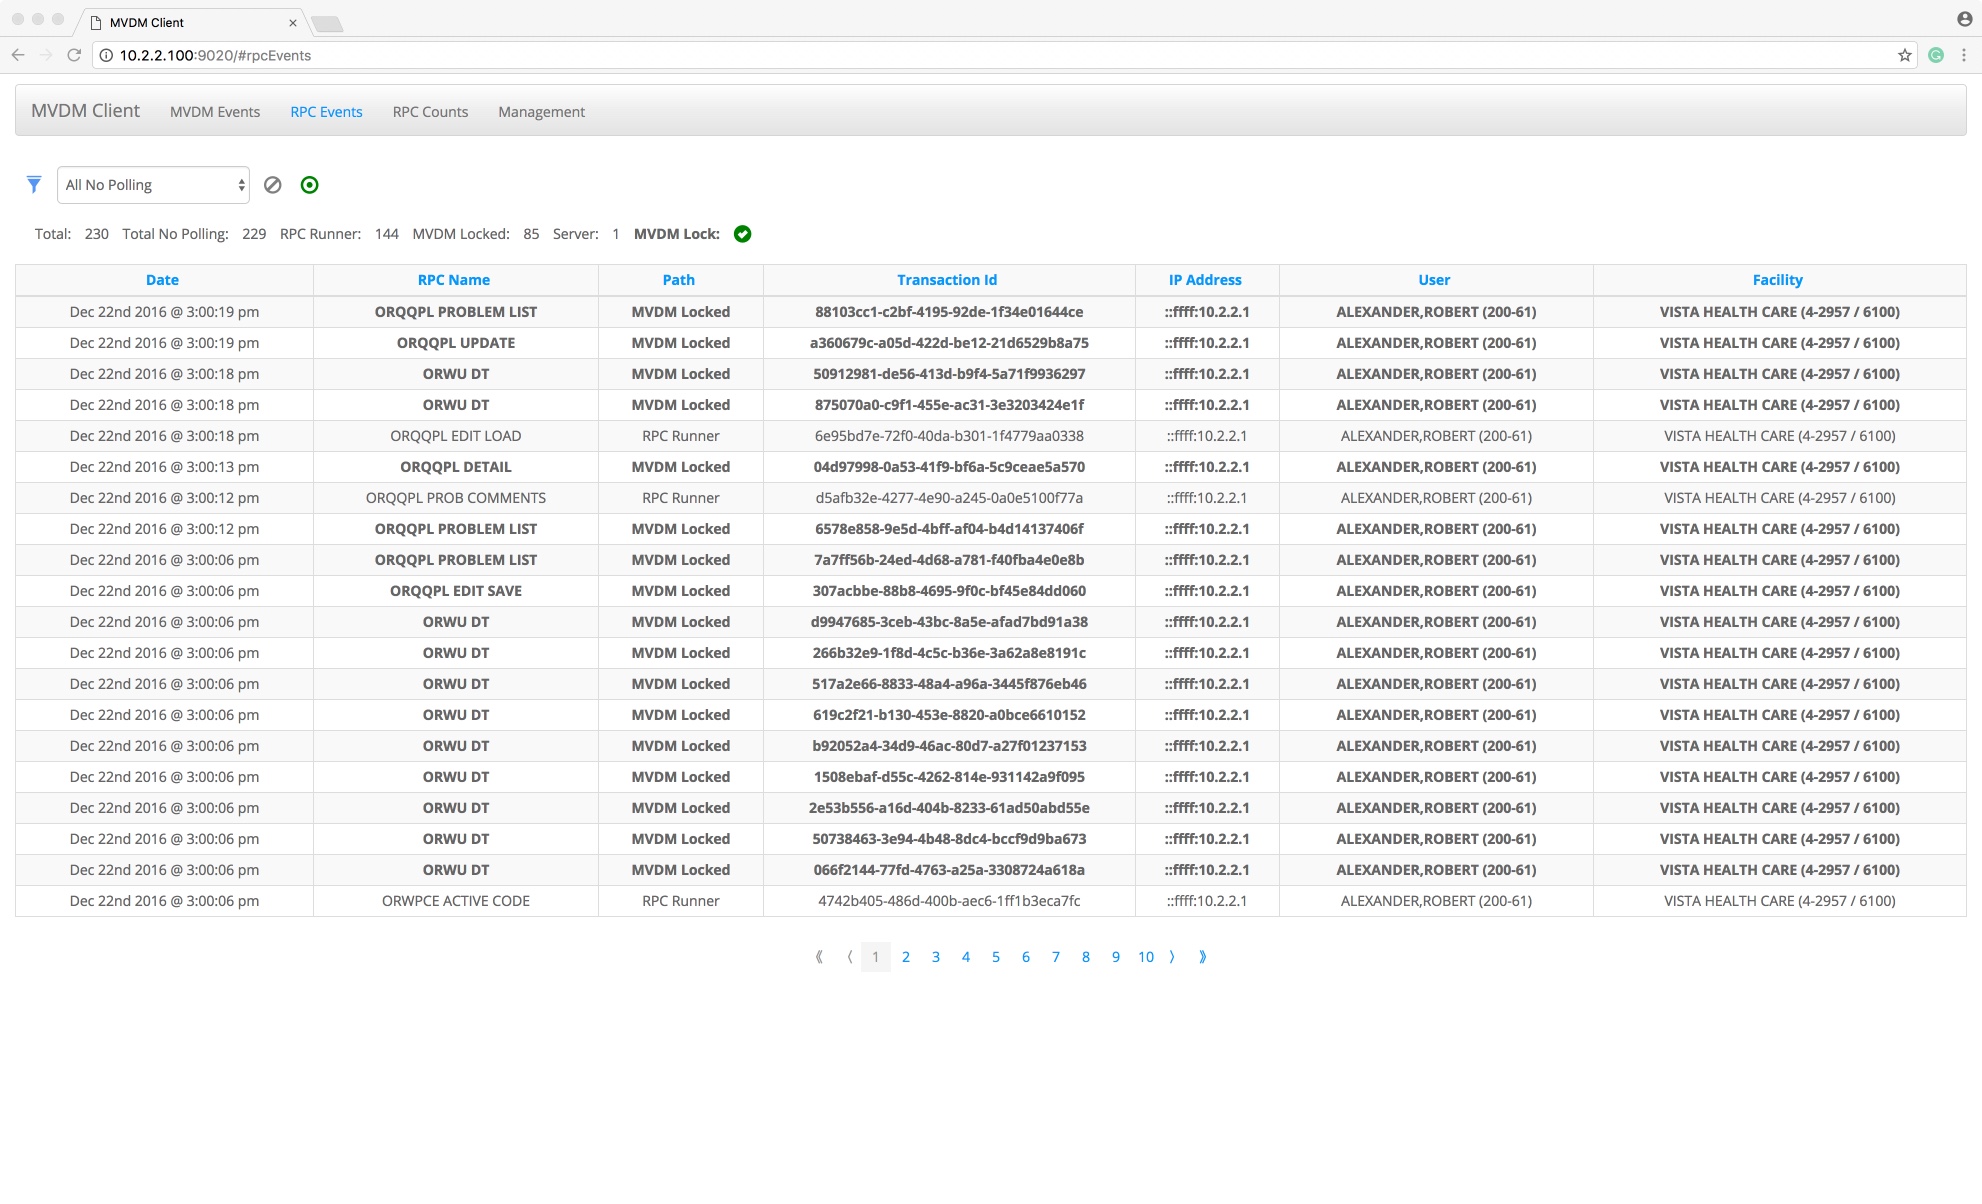 MVDM Client
10.2.2.100:9020/#rpcEvents
MVDM Client MVDM Events RPC Events RPC Counts Management
All No Polling
Total: 230 Total No Polling: 229 RPC Runner: 144 MVDM Locked: 85 Server: 1 MVDM Lock:
Date RPC Name Path Transaction Id IP Address User Facility
Dec 22nd 2016 @ 3:00:19 pm ORQQPL PROBLEM LIST MVDM Locked 88103cc1-c2bf-4195-92de-1f34e01644ce ::ffff:10.2.2.1 ALEXANDER,ROBERT (200-61) VISTA HEALTH CARE (4-2957 / 6100)
Dec 22nd 2016 @ 3:00:19 pm ORQQPL UPDATE MVDM Locked a360679c-a05d-422d-be12-21d6529b8a75 ::ffff:10.2.2.1 ALEXANDER,ROBERT (200-61) VISTA HEALTH CARE (4-2957 / 6100)
Dec 22nd 2016 @ 3:00:18 pm ORWU DT MVDM Locked 50912981-de56-413d-b9f4-5a71f9936297 ::ffff:10.2.2.1 ALEXANDER,ROBERT (200-61) VISTA HEALTH CARE (4-2957 / 6100)
Dec 22nd 2016 @ 3:00:18 pm ORWU DT MVDM Locked 875070a0-c9f1-455e-ac31-3e3203424e1f ::ffff:10.2.2.1 ALEXANDER,ROBERT (200-61) VISTA HEALTH CARE (4-2957 / 6100)
Dec 22nd 2016 @ 3:00:18 pm ORQQPL EDIT LOAD RPC Runner 6e95bd7e-72f0-40da-b301-1f4779aa0338 ::ffff:10.2.2.1 ALEXANDER,ROBERT (200-61) VISTA HEALTH CARE (4-2957 / 6100)
Dec 22nd 2016 @ 3:00:13 pm ORQQPL DETAIL MVDM Locked 04d97998-0a53-41f9-bf6a-5c9ceae5a570 ::ffff:10.2.2.1 ALEXANDER,ROBERT (200-61) VISTA HEALTH CARE (4-2957 / 6100)
Dec 22nd 2016 @ 3:00:12 pm ORQQPL PROB COMMENTS RPC Runner d5afb32e-4277-4e90-a245-0a0e5100f77a ::ffff:10.2.2.1 ALEXANDER,ROBERT (200-61) VISTA HEALTH CARE (4-2957 / 6100)
Dec 22nd 2016 @ 3:00:12 pm ORQQPL PROBLEM LIST MVDM Locked 6578e858-9e5d-4bff-af04-b4d14137406f ::ffff:10.2.2.1 ALEXANDER,ROBERT (200-61) VISTA HEALTH CARE (4-2957 / 6100)
Dec 22nd 2016 @ 3:00:06 pm ORQQPL PROBLEM LIST MVDM Locked 7a7ff56b-24ed-4d68-a781-f40fba4e0e8b ::ffff:10.2.2.1 ALEXANDER,ROBERT (200-61) VISTA HEALTH CARE (4-2957 / 6100)
Dec 22nd 2016 @ 3:00:06 pm ORQQPL EDIT SAVE MVDM Locked 307acbbe-88b8-4695-9f0c-bf45e84dd060 ::ffff:10.2.2.1 ALEXANDER,ROBERT (200-61) VISTA HEALTH CARE (4-2957 / 6100)
Dec 22nd 2016 @ 3:00:06 pm ORWU DT MVDM Locked d9947685-3ceb-43bc-8a5e-afad7bd91a38 ::ffff:10.2.2.1 ALEXANDER,ROBERT (200-61) VISTA HEALTH CARE (4-2957 / 6100)
Dec 22nd 2016 @ 3:00:06 pm ORWU DT MVDM Locked 266b32e9-1f8d-4c5c-b36e-3a62a8e8191c ::ffff:10.2.2.1 ALEXANDER,ROBERT (200-61) VISTA HEALTH CARE (4-2957 / 6100)
Dec 22nd 2016 @ 3:00:06 pm ORWU DT MVDM Locked 517a2e66-8833-48a4-a96a-3445f876eb46 ::ffff:10.2.2.1 ALEXANDER,ROBERT (200-61) VISTA HEALTH CARE (4-2957 / 6100)
Dec 22nd 2016 @ 3:00:06 pm ORWU DT MVDM Locked 619c2f21-b130-453e-8820-a0bce6610152 ::ffff:10.2.2.1 ALEXANDER,ROBERT (200-61) VISTA HEALTH CARE (4-2957 / 6100)
Dec 22nd 2016 @ 3:00:06 pm ORWU DT MVDM Locked b92052a4-34d9-46ac-80d7-a27f01237153 ::ffff:10.2.2.1 ALEXANDER,ROBERT (200-61) VISTA HEALTH CARE (4-2957 / 6100)
Dec 22nd 2016 @ 3:00:06 pm ORWU DT MVDM Locked 1508ebaf-d55c-4262-814e-931142a9f095 ::ffff:10.2.2.1 ALEXANDER,ROBERT (200-61) VISTA HEALTH CARE (4-2957 / 6100)
Dec 22nd 2016 @ 3:00:06 pm ORWU DT MVDM Locked 2e53b556-a16d-404b-8233-61ad50abd55e ::ffff:10.2.2.1 ALEXANDER,ROBERT (200-61) VISTA HEALTH CARE (4-2957 / 6100)
Dec 22nd 2016 @ 3:00:06 pm ORWU DT MVDM Locked 50738463-3e94-4b48-8dc4-bccf9d9ba673 ::ffff:10.2.2.1 ALEXANDER,ROBERT (200-61) VISTA HEALTH CARE (4-2957 / 6100)
Dec 22nd 2016 @ 3:00:06 pm ORWU DT MVDM Locked 066f2144-77fd-4763-a25a-3308724a618a ::ffff:10.2.2.1 ALEXANDER,ROBERT (200-61) VISTA HEALTH CARE (4-2957 / 6100)
Dec 22nd 2016 @ 3:00:06 pm ORWPCE ACTIVE CODE RPC Runner 4742b405-486d-400b-aec6-1ff1b3eca7fc ::ffff:10.2.2.1 ALEXANDER,ROBERT (200-61) VISTA HEALTH CARE (4-2957 / 6100)
⟪ ⟨ 1 2 3 4 5 6 7 8 9 10 ⟩ ⟫